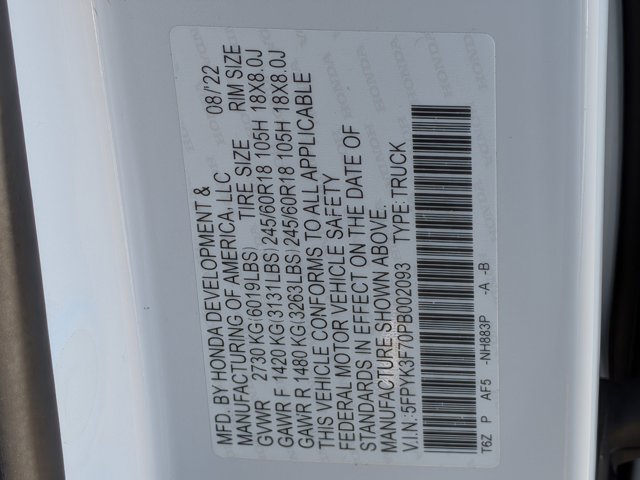 MFD. BY HONDA DEVELOPMENT &
MANUFACTURING OF AMERICA, LLC 08/'22
GVWR 2730 KG(6019LBS) TIRE SIZE RIM SIZE
GAWR F 1420 KG(3131LBS) 245/60R18 105H 18X8.0J
GAWR R 1480 KG(3263LBS) 245/60R18 105H 18X8.0J
THIS VEHICLE CONFORMS TO ALL APPLICABLE
FEDERAL MOTOR VEHICLE SAFETY
STANDARDS IN EFFECT ON THE DATE OF
MANUFACTURE SHOWN ABOVE.
V.I.N: 5FPYK3F70PB002093 TYPE: TRUCK
T6Z P AF5 -NH883P -A -B